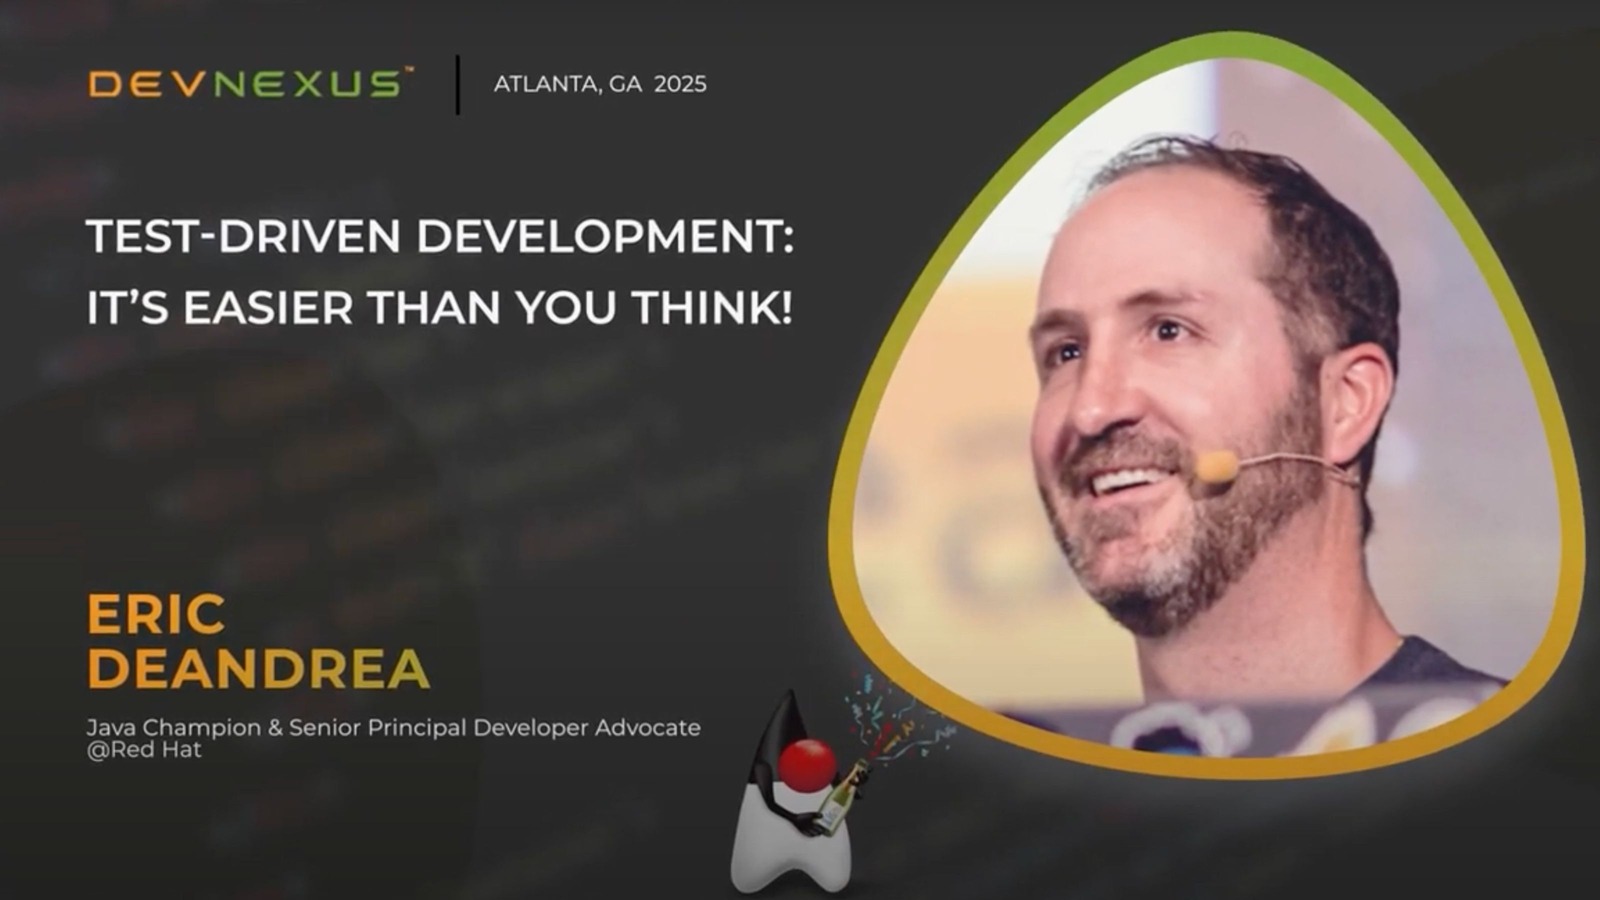 DEVNEXUS™
ATLANTA, GA 2025
TEST-DRIVEN DEVELOPMENT:
IT'S EASIER THAN YOU THINK!
ERIC
DEANDREA
Java Champion & Senior Principal Developer Advocate
@Red Hat